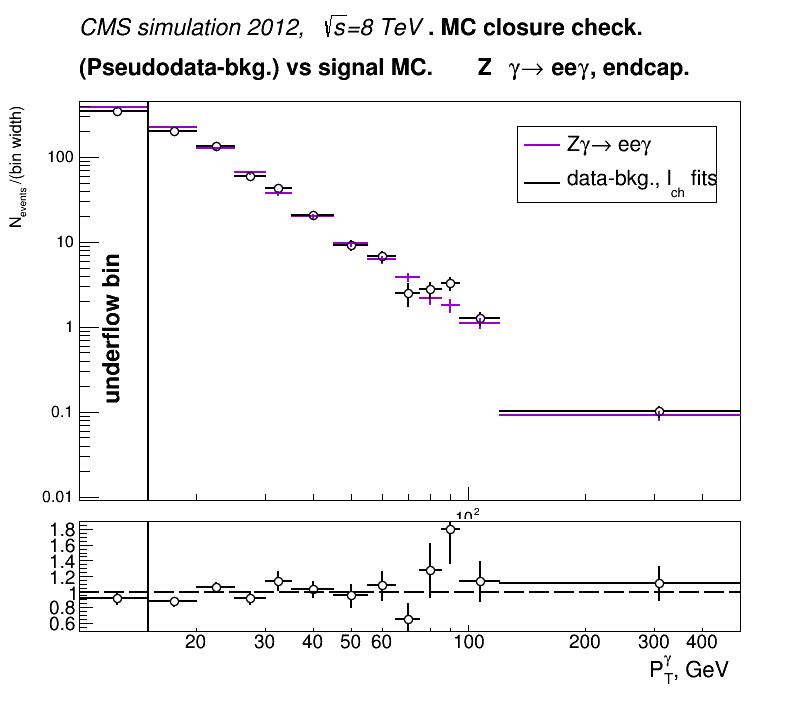 CMS simulation 2012, √s=8 TeV . MC closure check.
(Pseudodata-bkg.) vs signal MC. Z γ→ eeγ, endcap.
N_events /(bin width)
100
10
1
0.1
0.01
underflow bin
Zγ→ eeγ
data-bkg., I_ch fits
10²
1.8
1.6
1.4
1.2
1
0.8
0.6
20 30 40 50 60 100 200 300 400
P_T^γ, GeV